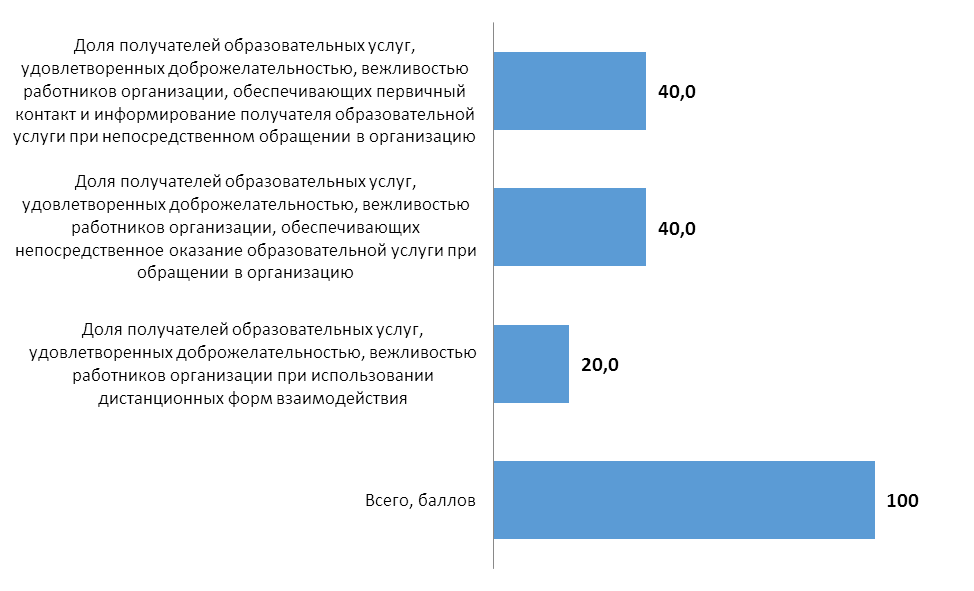 Доля получателей образовательных услуг,
удовлетворенных доброжелательностью, вежливостью
работников организации, обеспечивающих первичный
контакт и информирование получателя образовательной
услуги при непосредственном обращении в организацию
40,0
Доля получателей образовательных услуг,
удовлетворенных доброжелательностью, вежливостью
работников организации, обеспечивающих
непосредственное оказание образовательной услуги при
обращении в организацию
40,0
Доля получателей образовательных услуг,
удовлетворенных доброжелательностью, вежливостью
работников организации при использовании
дистанционных форм взаимодействия
20,0
Всего, баллов
100